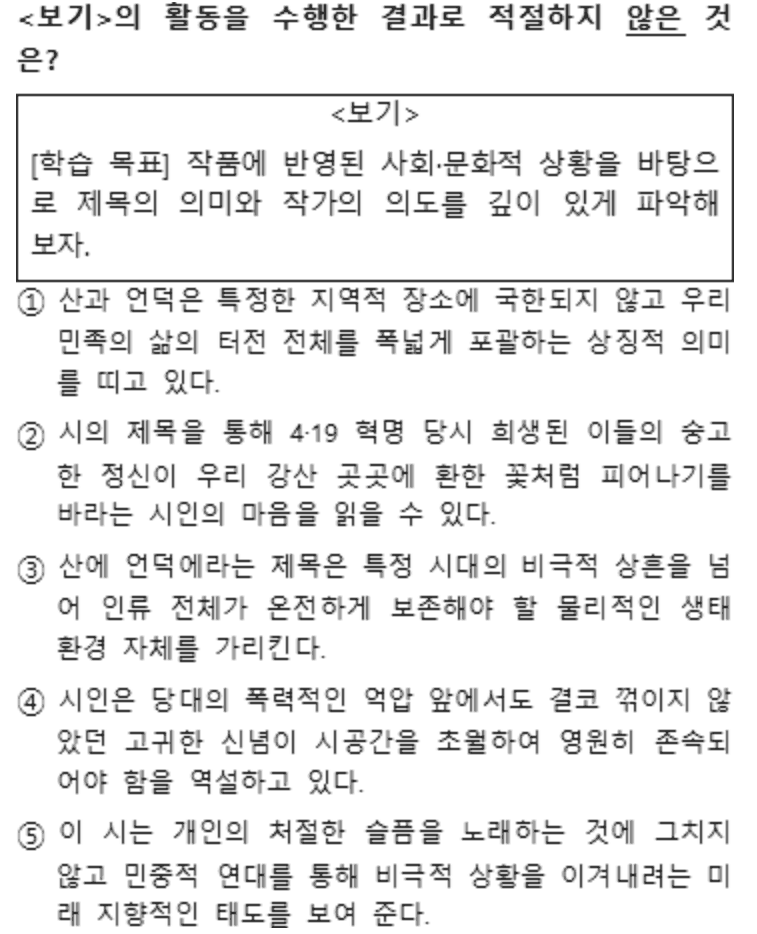 <보기>의 활동을 수행한 결과로 적절하지 않은 것
은?
<보기>
[학습 목표] 작품에 반영된 사회·문화적 상황을 바탕으
로 제목의 의미와 작가의 의도를 깊이 있게 파악해
보자.
① 산과 언덕은 특정한 지역적 장소에 국한되지 않고 우리
민족의 삶의 터전 전체를 폭넓게 포괄하는 상징적 의미
를 띠고 있다.
② 시의 제목을 통해 4·19 혁명 당시 희생된 이들의 숭고
한 정신이 우리 강산 곳곳에 환한 꽃처럼 피어나기를
바라는 시인의 마음을 읽을 수 있다.
③ 산에 언덕에라는 제목은 특정 시대의 비극적 상흔을 넘
어 인류 전체가 온전하게 보존해야 할 물리적인 생태
환경 자체를 가리킨다.
④ 시인은 당대의 폭력적인 억압 앞에서도 결코 꺾이지 않
았던 고귀한 신념이 시공간을 초월하여 영원히 존속되
어야 함을 역설하고 있다.
⑤ 이 시는 개인의 처절한 슬픔을 노래하는 것에 그치지
않고 민중적 연대를 통해 비극적 상황을 이겨내려는 미
래 지향적인 태도를 보여 준다.